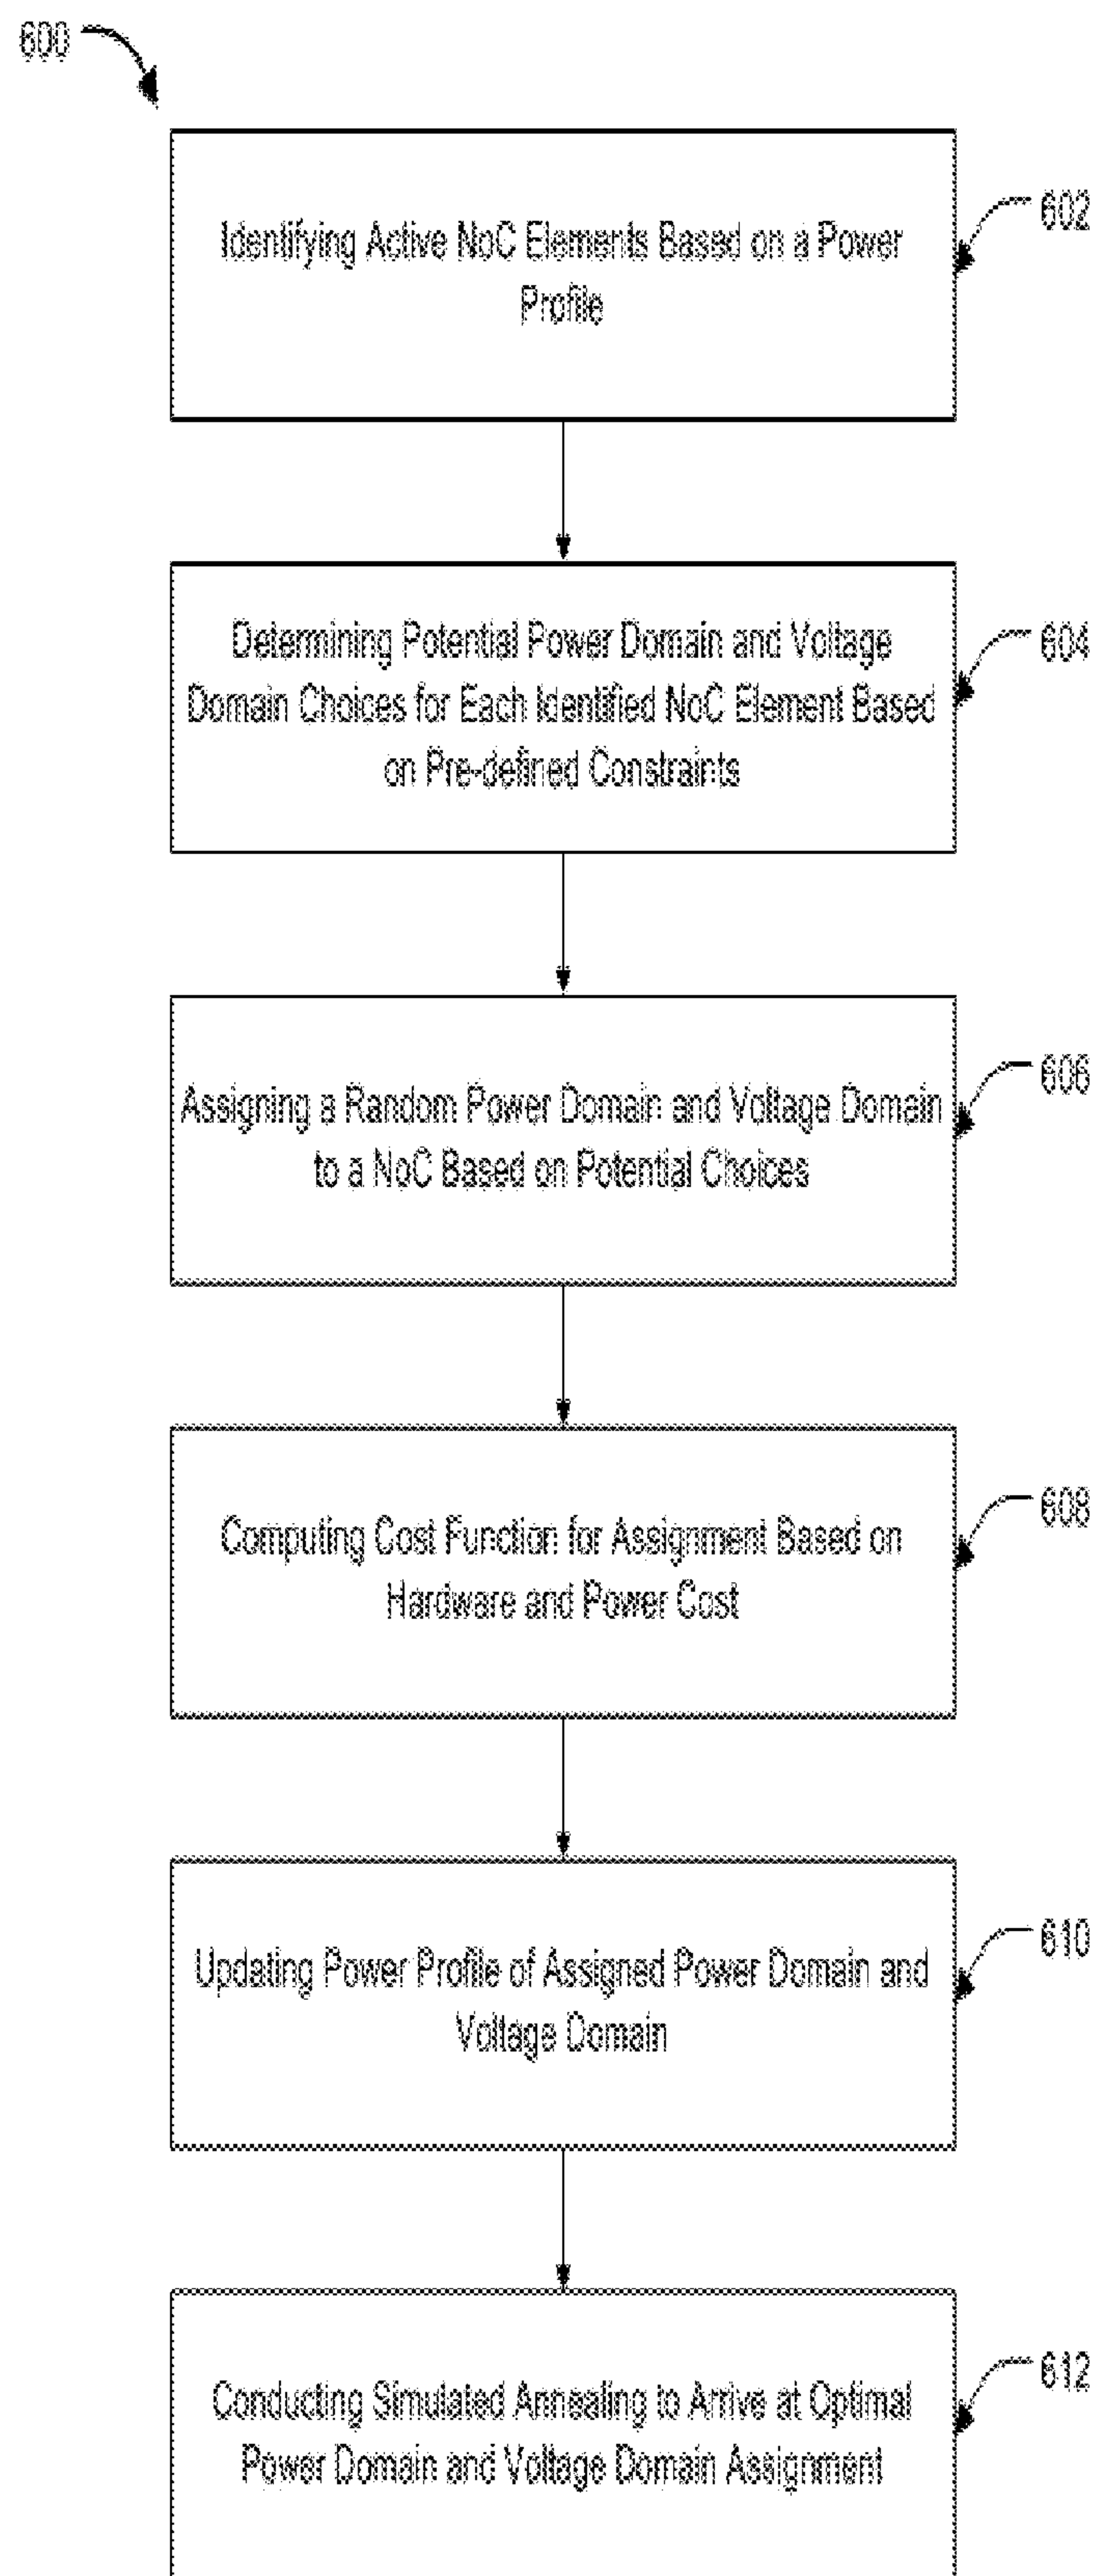 600
602
Identifying Active NoC Elements Based on a Power
Profile
604
Determining Potential Power Domain and Voltage
Domain Choices for Each Identified NoC Element Based
on Pre-defined Constraints
606
Assigning a Random Power Domain and Voltage Domain
to a NoC Based on Potential Choices
608
Computing Cost Function for Assignment Based on
Hardware and Power Cost
610
Updating Power Profile of Assigned Power Domain and
Voltage Domain
612
Conducting Simulated Annealing to Arrive at Optimal
Power Domain and Voltage Domain Assignment